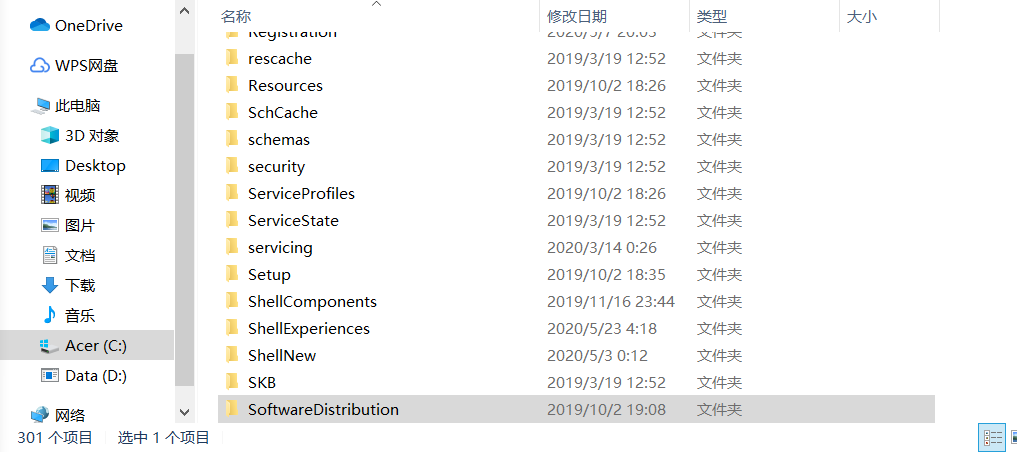 OneDrive
WPS网盘
此电脑
3D 对象
Desktop
视频
图片
文档
下载
音乐
Acer (C:)
Data (D:)
网络
名称 修改日期 类型 大小
Registration 2020/5/7 20:05 文件夹
rescache 2019/3/19 12:52 文件夹
Resources 2019/10/2 18:26 文件夹
SchCache 2019/3/19 12:52 文件夹
schemas 2019/3/19 12:52 文件夹
security 2019/3/19 12:52 文件夹
ServiceProfiles 2019/10/2 18:26 文件夹
ServiceState 2019/3/19 12:52 文件夹
servicing 2020/3/14 0:26 文件夹
Setup 2019/10/2 18:35 文件夹
ShellComponents 2019/11/16 23:44 文件夹
ShellExperiences 2020/5/23 4:18 文件夹
ShellNew 2020/5/3 0:12 文件夹
SKB 2019/3/19 12:52 文件夹
SoftwareDistribution 2019/10/2 19:08 文件夹
301 个项目 选中 1 个项目